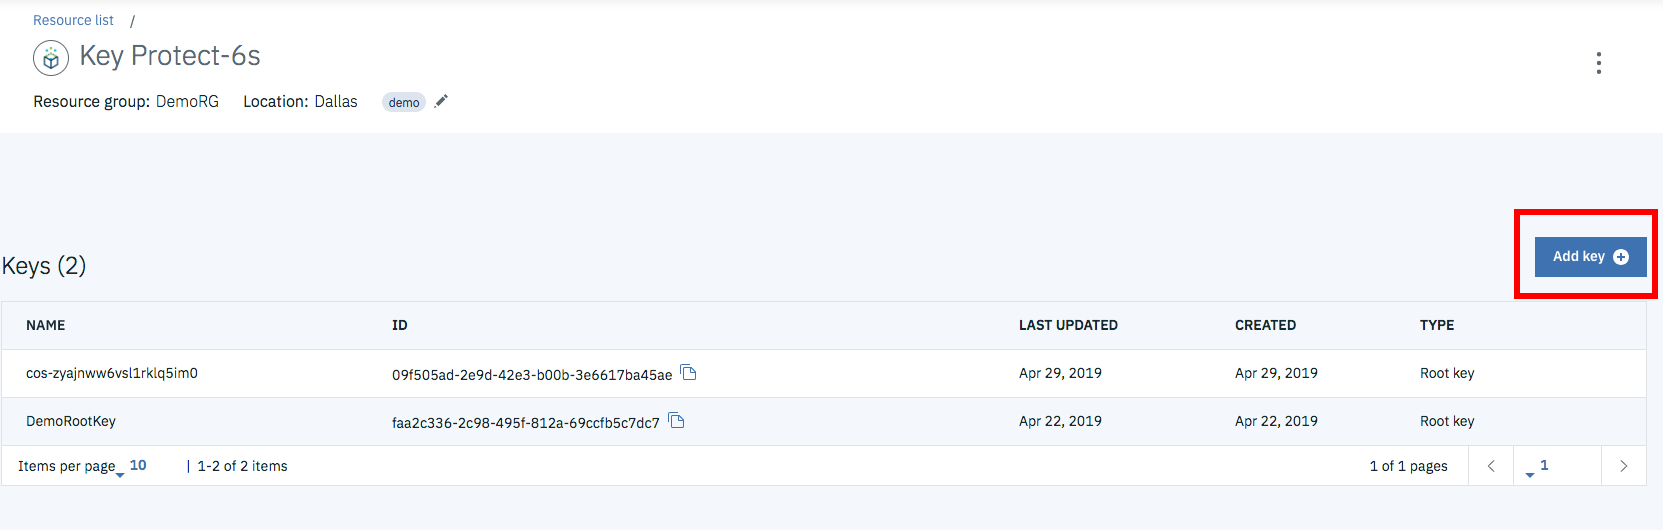 Resource list /
Key Protect-6s
Resource group: DemoRG Location: Dallas demo
Keys (2)
Add key
NAME ID LAST UPDATED CREATED TYPE
cos-zyajnww6vsl1rklq5im0 09f505ad-2e9d-42e3-b00b-3e6617ba45ae Apr 29, 2019 Apr 29, 2019 Root key
DemoRootKey faa2c336-2c98-495f-812a-69ccfb5c7dc7 Apr 22, 2019 Apr 22, 2019 Root key
Items per page 10 | 1-2 of 2 items 1 of 1 pages 1